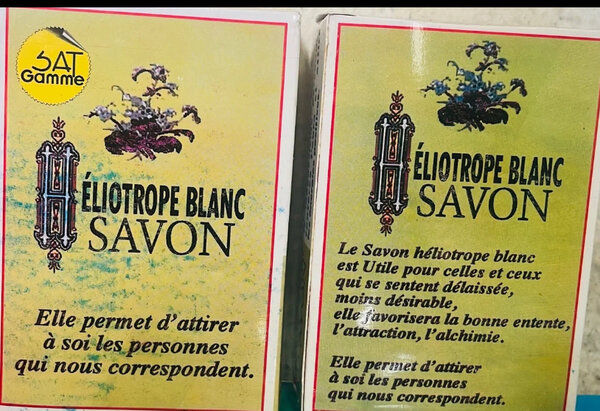 SAT
Gamme
HÉLIOTROPE BLANC
SAVON
Elle permet d'attirer
à soi les personnes
qui nous correspondent.
HÉLIOTROPE BLANC
SAVON
Le Savon héliotrope blanc
est Utile pour celles et ceux
qui se sentent délaissée,
moins désirable,
elle favorisera la bonne entente,
l'attraction, l'alchimie.
Elle permet d'attirer
à soi les personnes
qui nous correspondent.